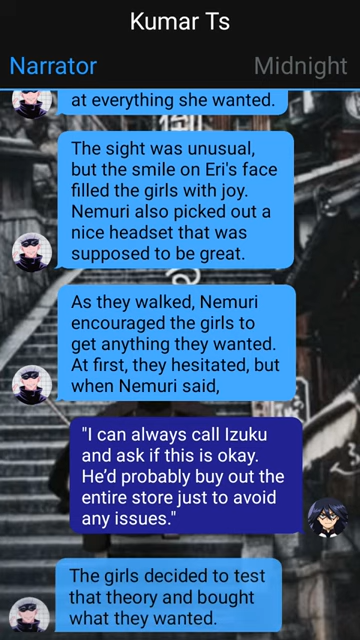 Kumar Ts
Narrator
Midnight
at everything she wanted.
The sight was unusual,
but the smile on Eri's face
filled the girls with joy.
Nemuri also picked out a
nice headset that was
supposed to be great.
As they walked, Nemuri
encouraged the girls to
get anything they wanted.
At first, they hesitated, but
when Nemuri said,
"I can always call Izuku
and ask if this is okay.
He'd probably buy out the
entire store just to avoid
any issues."
The girls decided to test
that theory and bought
what they wanted.